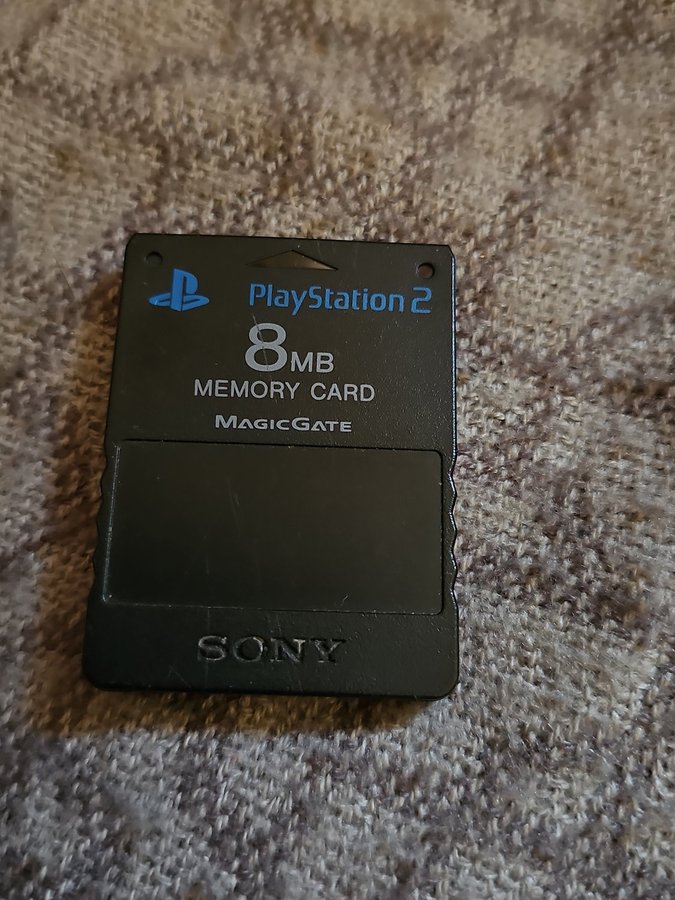 PlayStation 2
8MB
MEMORY CARD
MAGICGATE
SONY